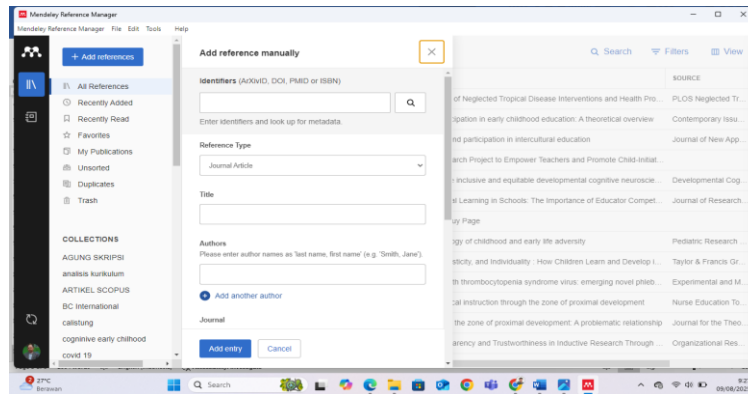 Mendeley Reference Manager
Mendeley Reference Manager File Edit Tools Help
+ Add references
All References
Recently Added
Recently Read
Favorites
My Publications
Unsorted
Duplicates
Trash
COLLECTIONS
AGUNG SKRIPSI
analisis kurikulum
ARTIKEL SCOPUS
BC International
calistung
cogninive early chilhood
covid 19
Add reference manually
Identifiers (ArXivID, DOI, PMID or ISBN)
Enter identifiers and look up for metadata.
Reference Type
Journal Article
Title
Authors
Please enter author names as 'last name, first name' (e.g. 'Smith, Jane').
Add another author
Journal
Add entry Cancel
Search Filters View
SOURCE
of Neglected Tropical Disease Interventions and Health Pro... PLOS Neglected Tr...
cipation in early childhood education: A theoretical overview Contemporary Issu...
nd participation in intercultural education Journal of New App...
arch Project to Empower Teachers and Promote Child-Initiat...
inclusive and equitable developmental cognitive neuroscie... Developmental Cog...
al Learning in Schools: The Importance of Educator Compet... Journal of Research...
uy Page
gy of childhood and early life adversity Pediatric Research
sticity, and Individuality : How Children Learn and Develop i... Taylor & Francis Gr...
th thrombocytopenia syndrome virus: emerging novel phleb... Experimental and M...
cal instruction through the zone of proximal development Nurse Education To...
the zone of proximal development: A problematic relationship Journal for the Theo...
arency and Trustworthiness in Inductive Research Through ... Organizational Res...
2
27°C
Berawan
Search